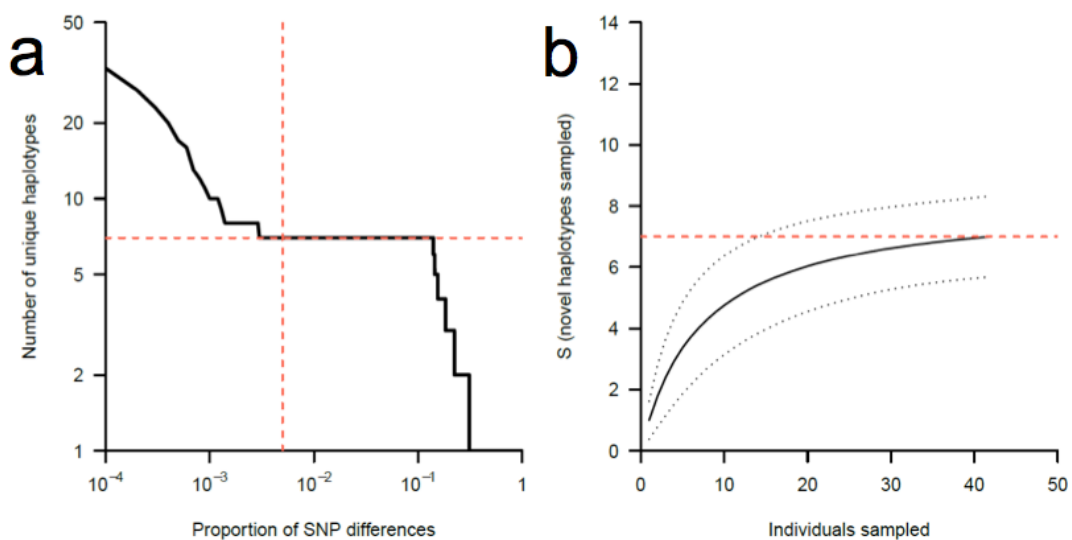 a
50
20
10
5
2
1
Number of unique haplotypes
10⁻⁴ 10⁻³ 10⁻² 10⁻¹ 1
Proportion of SNP differences
b
14
12
10
8
6
4
2
0
S (novel haplotypes sampled)
0 10 20 30 40 50
Individuals sampled